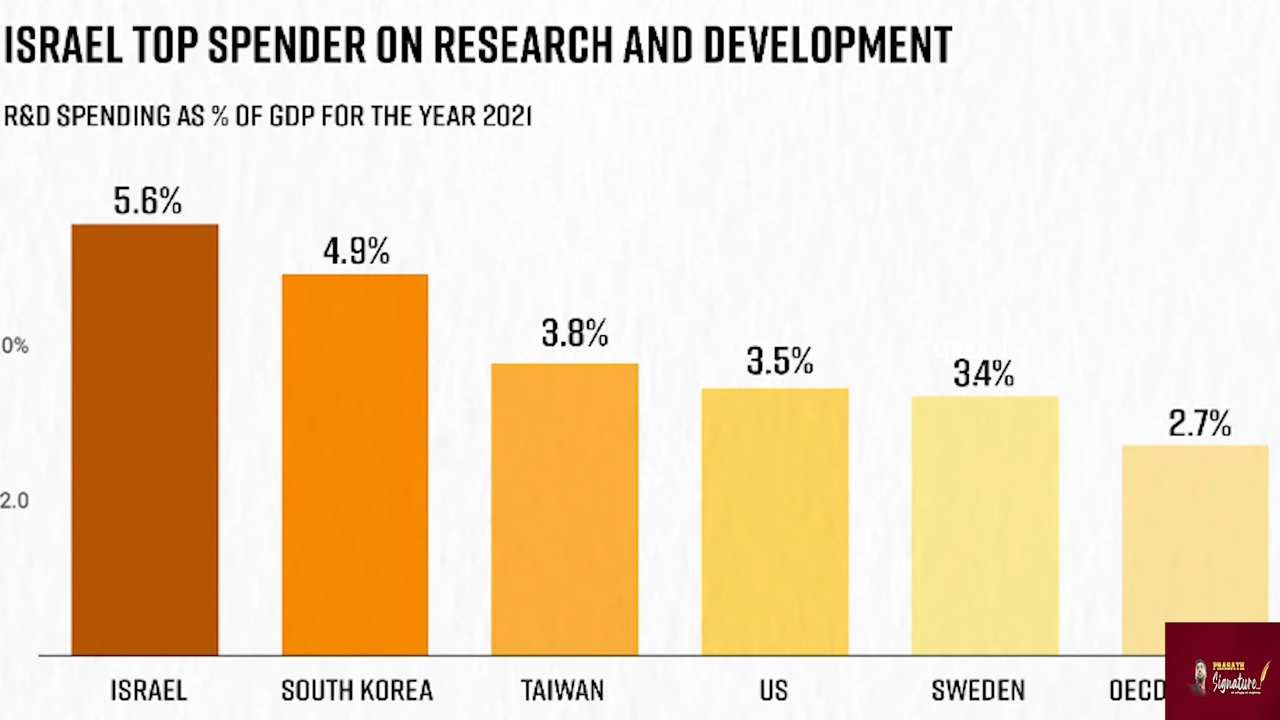 ISRAEL TOP SPENDER ON RESEARCH AND DEVELOPMENT
R&D SPENDING AS % OF GDP FOR THE YEAR 2021
5.6%
4.9%
3.8%
3.5%
3.4%
2.7%
0%
2.0
ISRAEL
SOUTH KOREA
TAIWAN
US
SWEDEN
OECD
PRASATH
Signature